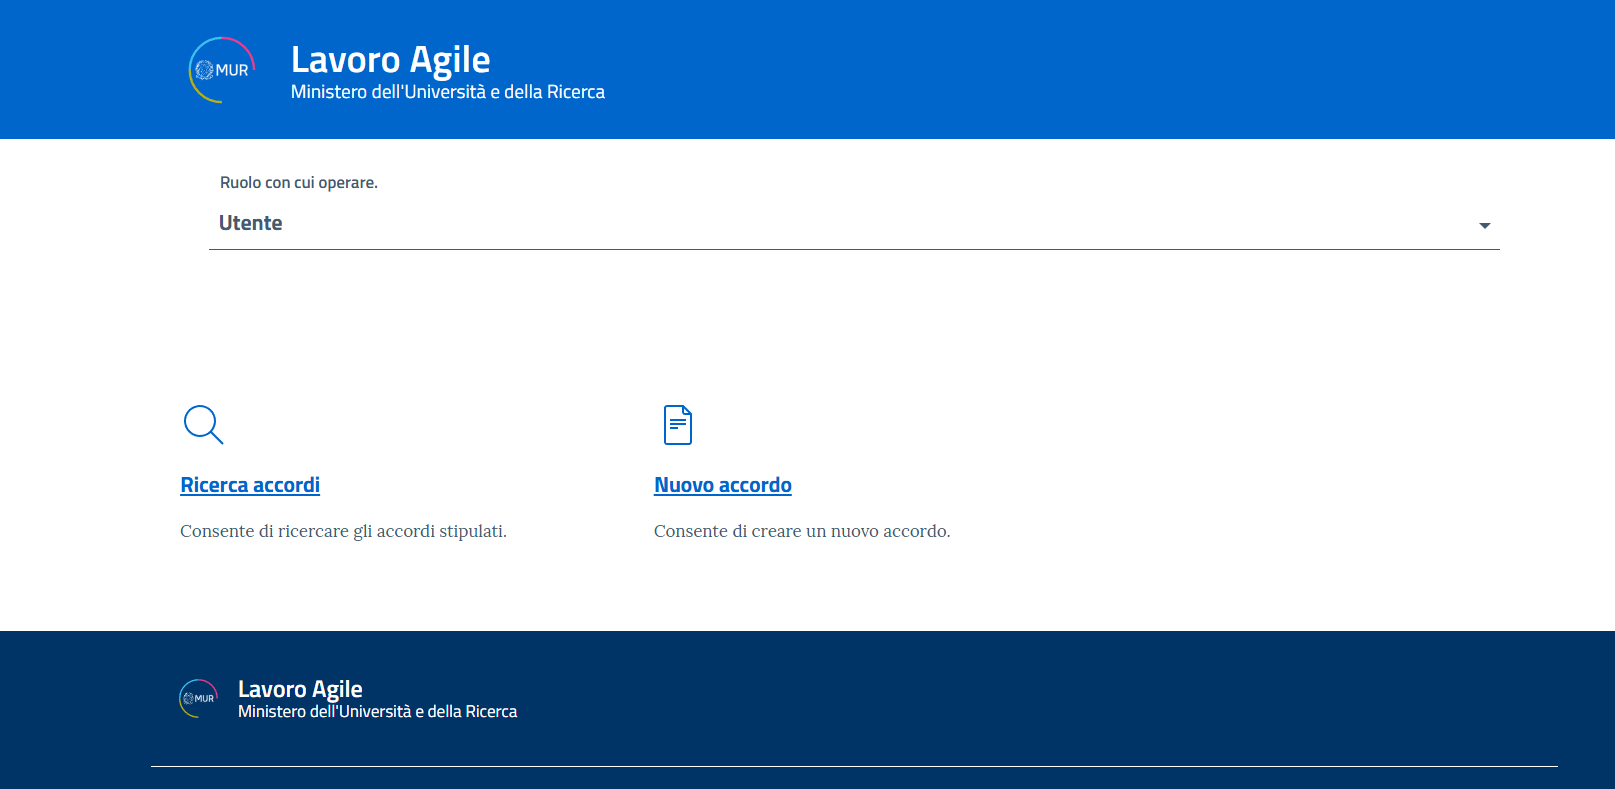 MUR
Lavoro Agile
Ministero dell'Università e della Ricerca
Ruolo con cui operare.
Utente
Ricerca accordi
Consente di ricercare gli accordi stipulati.
Nuovo accordo
Consente di creare un nuovo accordo.
MUR
Lavoro Agile
Ministero dell'Università e della Ricerca